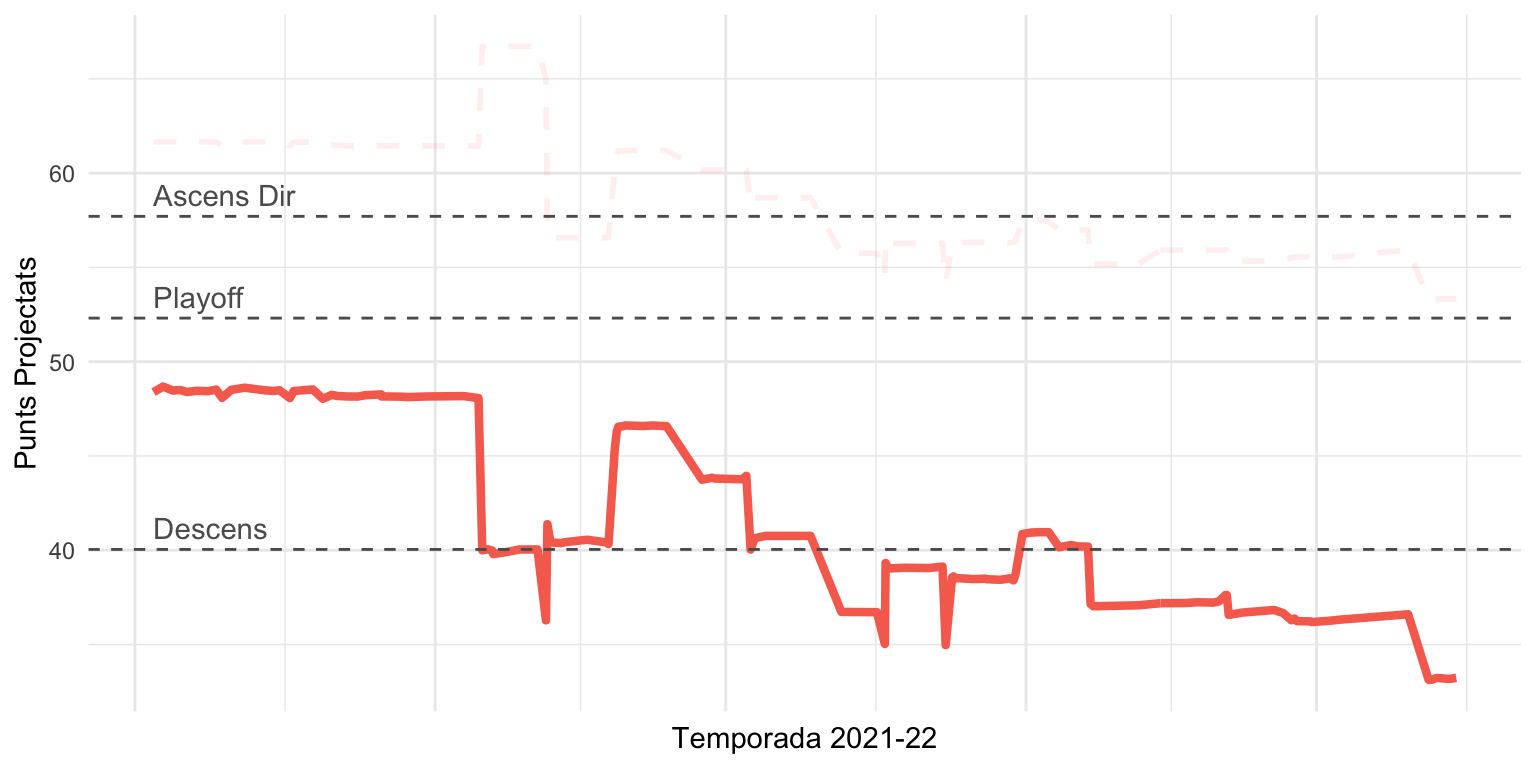 60
Ascens Dir
Playoff
50
Descens
40
Punts Projectats
Temporada 2021-22